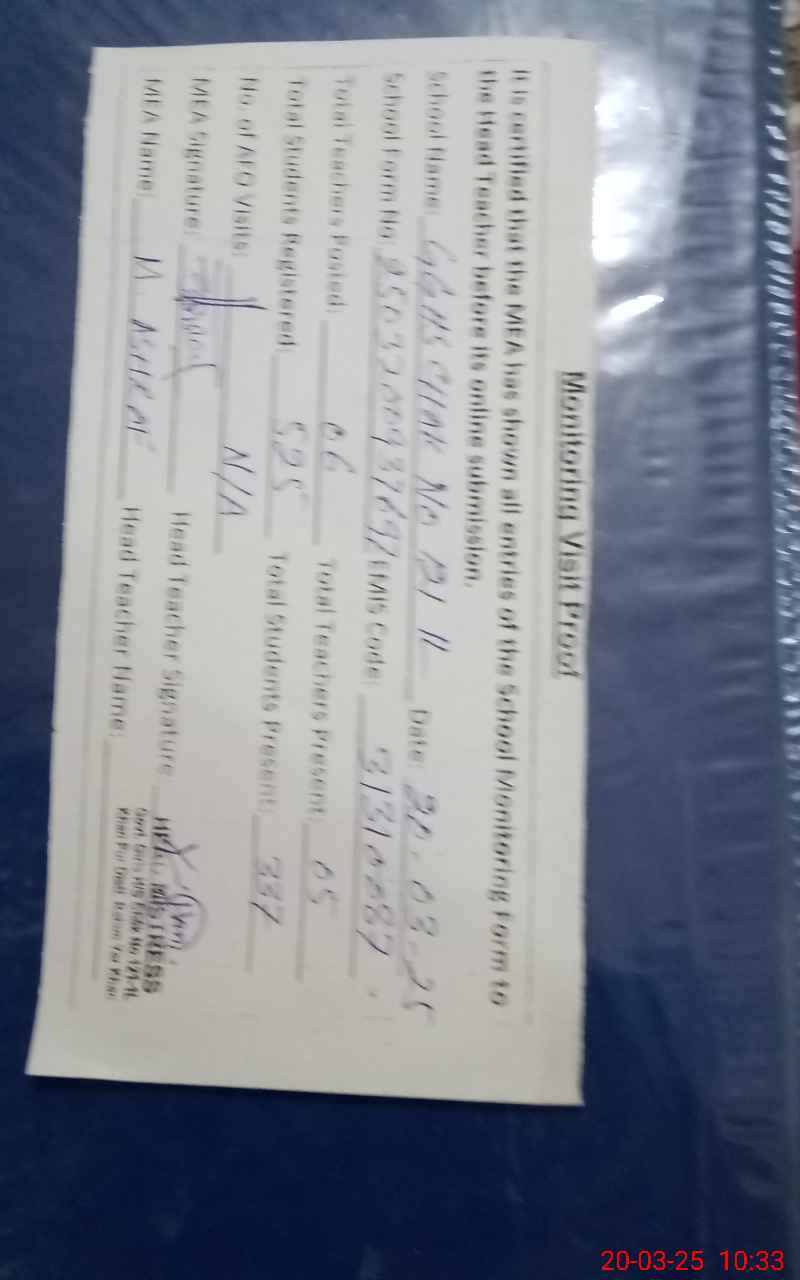 Monitoring Visit Proof
It is certified that the MEA has shown all entries of the School Monitoring Form to
the Head Teacher before its online submission.
School Name: GGHS CHAK No Date: 20-03-25
School Form No: EMIS Code: 31310087
Total Teachers Posted: 06 Total Teachers Present: 05
Total Students Registered: 525 Total Students Present: 337
No. of AEO Visits: N/A
MEA Signature: Head Teacher Signature
MEA Name: M. ASHRAF Head Teacher Name:
HEAD MISTRESS
20-03-25 10:33